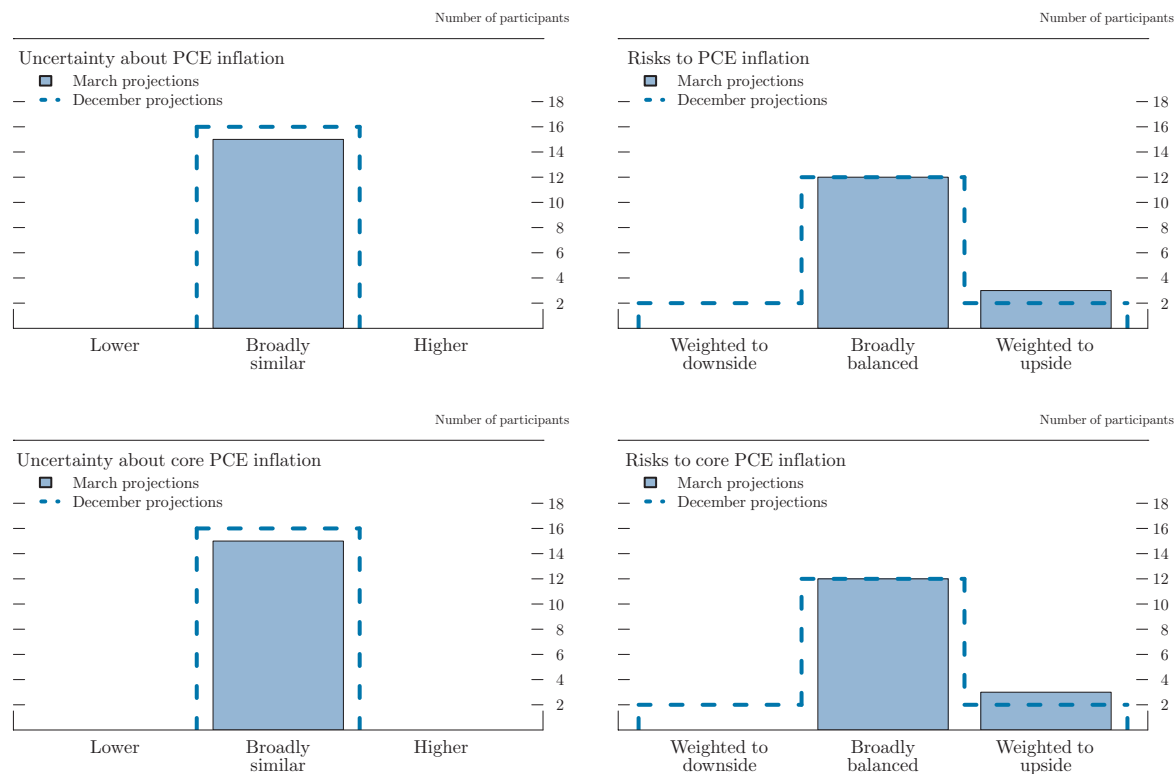 Number of participants
Uncertainty about PCE inflation
March projections
December projections
18
16
14
12
10
8
6
4
2
Lower
Broadly
similar
Higher
Number of participants
Risks to PCE inflation
March projections
December projections
18
16
14
12
10
8
6
4
2
Weighted to
downside
Broadly
balanced
Weighted to
upside
Number of participants
Uncertainty about core PCE inflation
March projections
December projections
18
16
14
12
10
8
6
4
2
Lower
Broadly
similar
Higher
Number of participants
Risks to core PCE inflation
March projections
December projections
18
16
14
12
10
8
6
4
2
Weighted to
downside
Broadly
balanced
Weighted to
upside